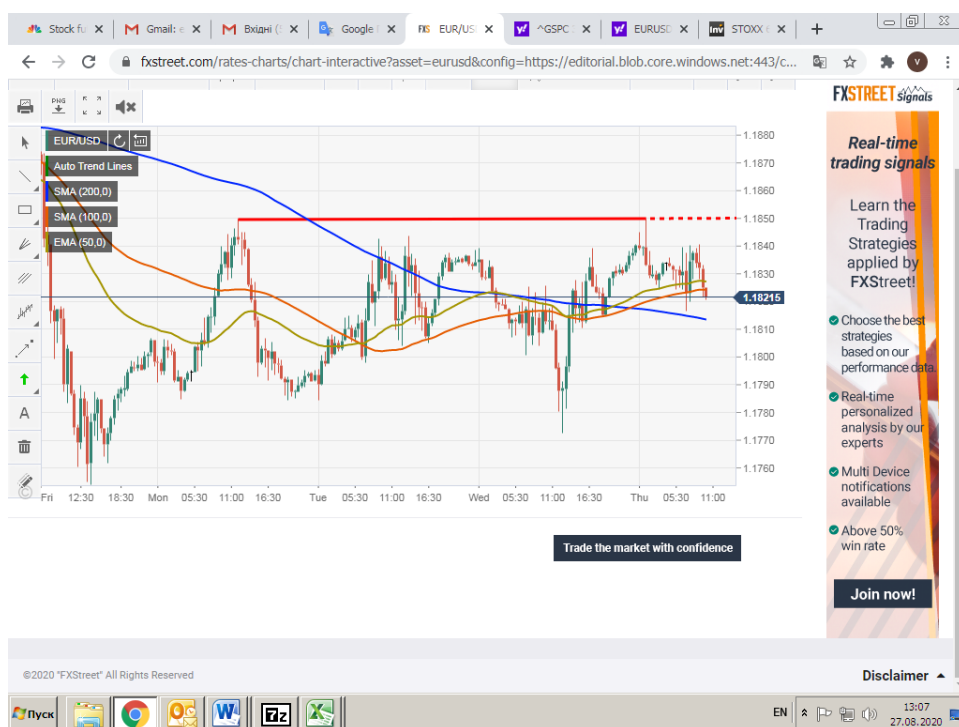 Stock fu
Gmail: e
Вхідні (
Google
EUR/US
^GSPC
EURUSD
STOXX
fxstreet.com/rates-charts/chart-interactive?asset=eurusd&config=https://editorial.blob.core.windows.net:443/c...
V
PNG
FXSTREET signals
EUR/USD
Auto Trend Lines
SMA (200,0)
SMA (100,0)
EMA (50,0)
A
1.1880
1.1870
1.1860
1.1850
1.1840
1.1830
1.18215
1.1810
1.1800
1.1790
1.1780
1.1770
1.1760
Fri 12:30 18:30 Mon 05:30 11:00 16:30 Tue 05:30 11:00 16:30 Wed 05:30 11:00 16:30 Thu 05:30 11:00
Real-time
trading signals
Learn the
Trading
Strategies
applied by
FXStreet!
Choose the best
strategies
based on our
performance data.
Real-time
personalized
analysis by our
experts
Multi Device
notifications
available
Above 50%
win rate
Join now!
Trade the market with confidence
©2020 "FXStreet" All Rights Reserved
Disclaimer
Пуск
EN
13:07
27.08.2020